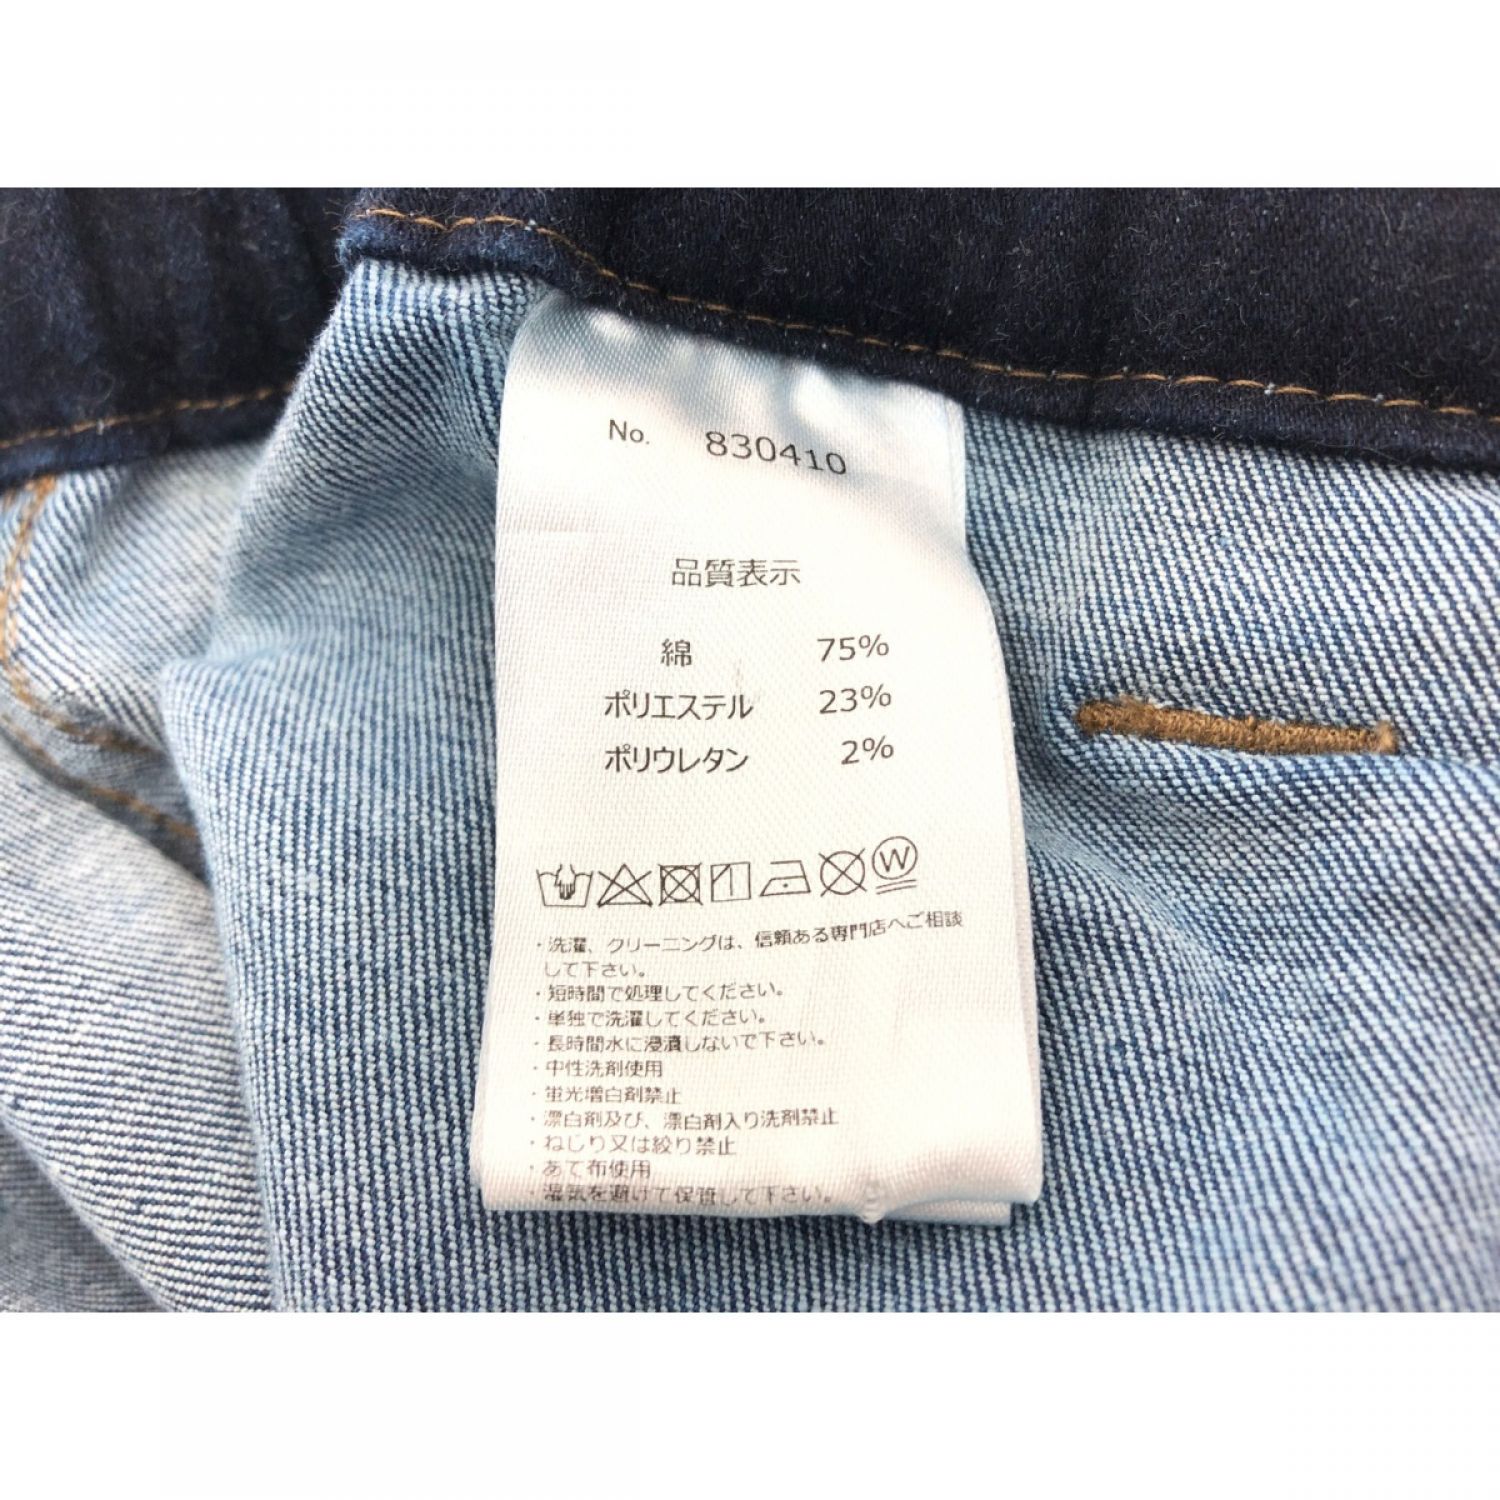 No. 830410
品質表示
綿 75%
ポリエステル 23%
ポリウレタン 2%
W
・洗濯、クリーニングは、信頼ある専門店へご相談
して下さい。
・短時間で処理してください。
・単独で洗濯してください。
・長時間水に浸漬しないで下さい。
・中性洗剤使用
・蛍光増白剤禁止
・漂白剤及び、漂白剤入り洗剤禁止
・ねじり又は絞り禁止
・あて布使用
・湿気を避けて保管して下さい。